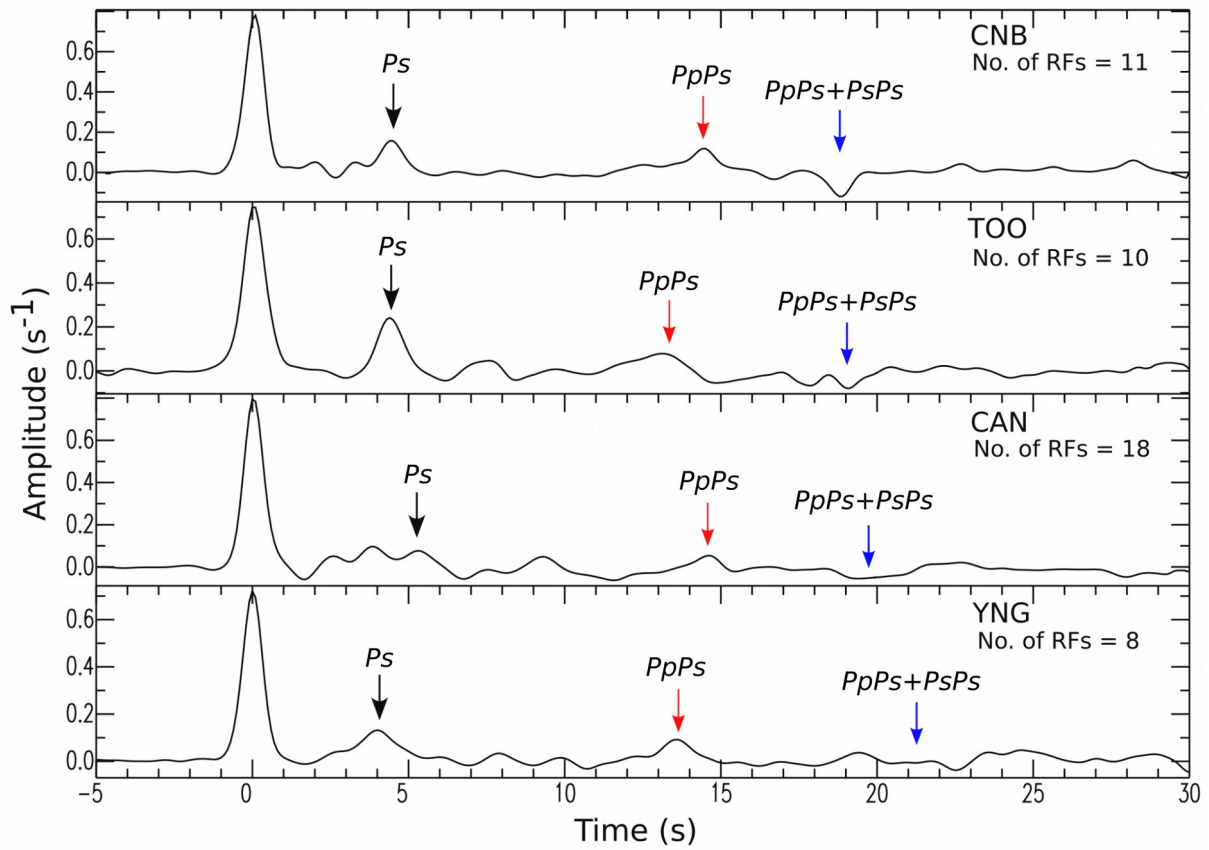 Amplitude (s-1)
CNB
No. of RFs = 11
Ps
PpPs
PpPs+PsPs
0.6
0.4
0.2
0.0
TOO
No. of RFs = 10
Ps
PpPs
PpPs+PsPs
0.6
0.4
0.2
0.0
CAN
No. of RFs = 18
Ps
PpPs
PpPs+PsPs
0.6
0.4
0.2
0.0
YNG
No. of RFs = 8
Ps
PpPs
PpPs+PsPs
0.6
0.4
0.2
0.0
−5 0 5 10 15 20 25 30
Time (s)